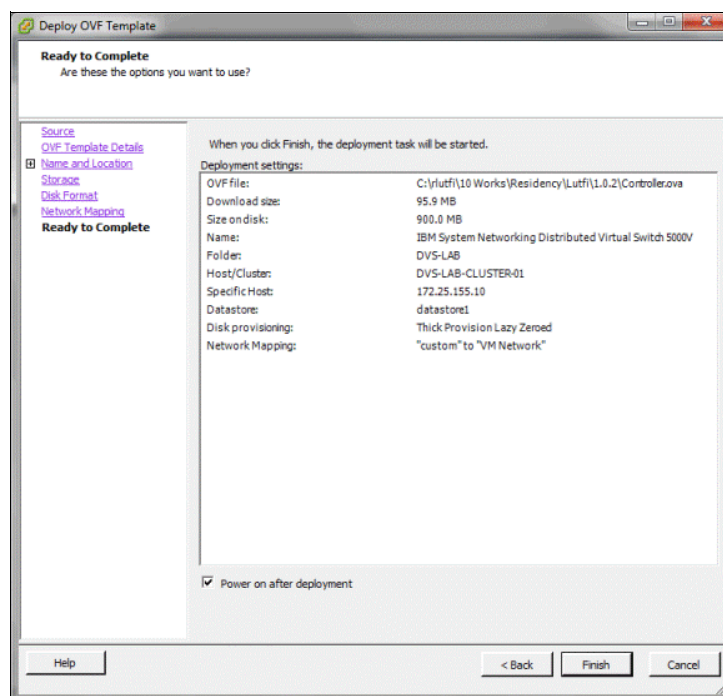 Deploy OVF Template
Ready to Complete
Are these the options you want to use?
Source
OVF Template Details
Name and Location
Storage
Disk Format
Network Mapping
Ready to Complete
When you click Finish, the deployment task will be started.
Deployment settings:
OVF file: C:\rlutfi\10 Works\Residency\Lutfi\1.0.2\Controller.ova
Download size: 95.9 MB
Size on disk: 900.0 MB
Name: IBM System Networking Distributed Virtual Switch 5000V
Folder: DVS-LAB
Host/Cluster: DVS-LAB-CLUSTER-01
Specific Host: 172.25.155.10
Datastore: datastore1
Disk provisioning: Thick Provision Lazy Zeroed
Network Mapping: "custom" to "VM Network"
Power on after deployment
Help < Back Finish Cancel